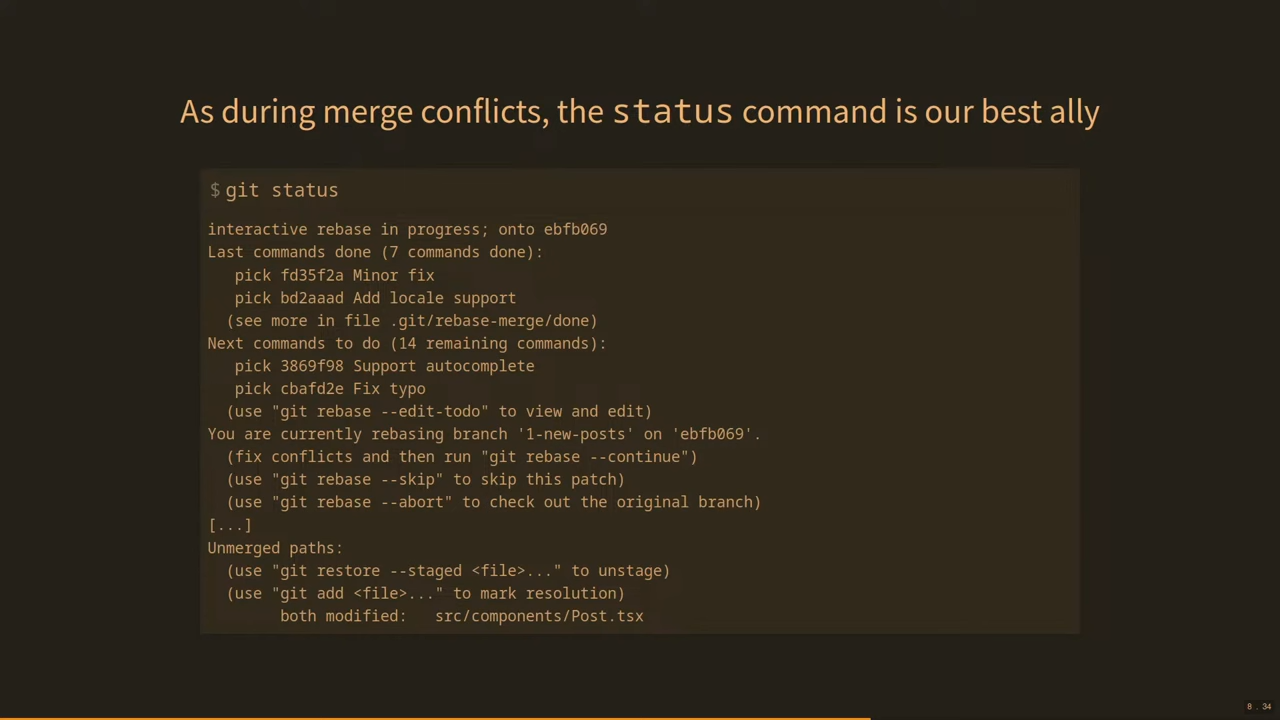 As during merge conflicts, the status command is our best ally
$ git status
interactive rebase in progress; onto ebfb069
Last commands done (7 commands done):
   pick fd35f2a Minor fix
   pick bd2aaad Add locale support
  (see more in file .git/rebase-merge/done)
Next commands to do (14 remaining commands):
   pick 3869f98 Support autocomplete
   pick cbafd2e Fix typo
  (use "git rebase --edit-todo" to view and edit)
You are currently rebasing branch '1-new-posts' on 'ebfb069'.
  (fix conflicts and then run "git rebase --continue")
  (use "git rebase --skip" to skip this patch)
  (use "git rebase --abort" to check out the original branch)
[...]
Unmerged paths:
  (use "git restore --staged <file>..." to unstage)
  (use "git add <file>..." to mark resolution)
        both modified:   src/components/Post.tsx
8 . 34